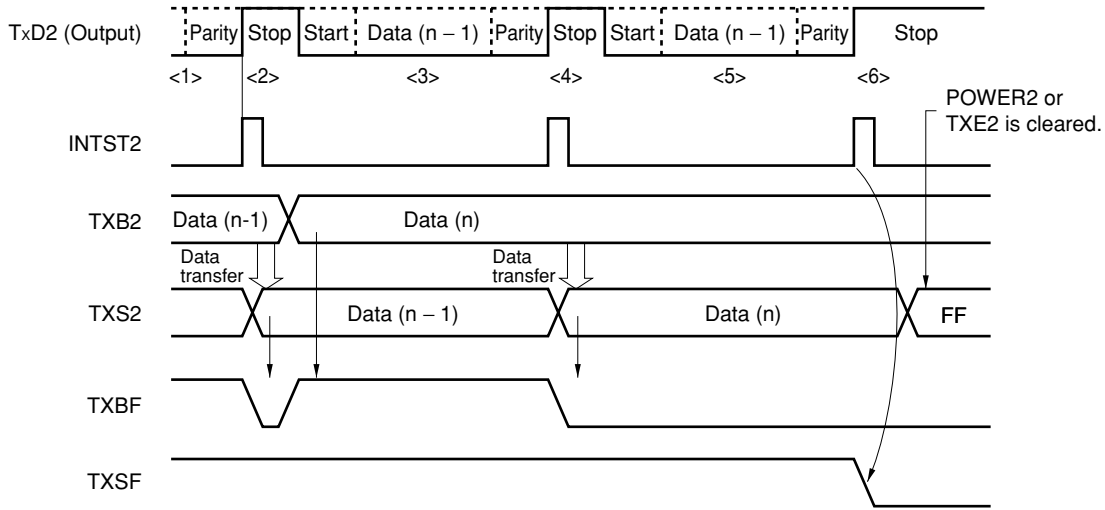 TxD2 (Output) Parity Stop Start Data (n – 1) Parity Stop Start Data (n – 1) Parity Stop
<1> <2> <3> <4> <5> <6>
POWER2 or
TXE2 is cleared.
INTST2
TXB2 Data (n-1) Data (n)
Data
transfer
Data
transfer
TXS2 Data (n – 1) Data (n) FF
TXBF
TXSF